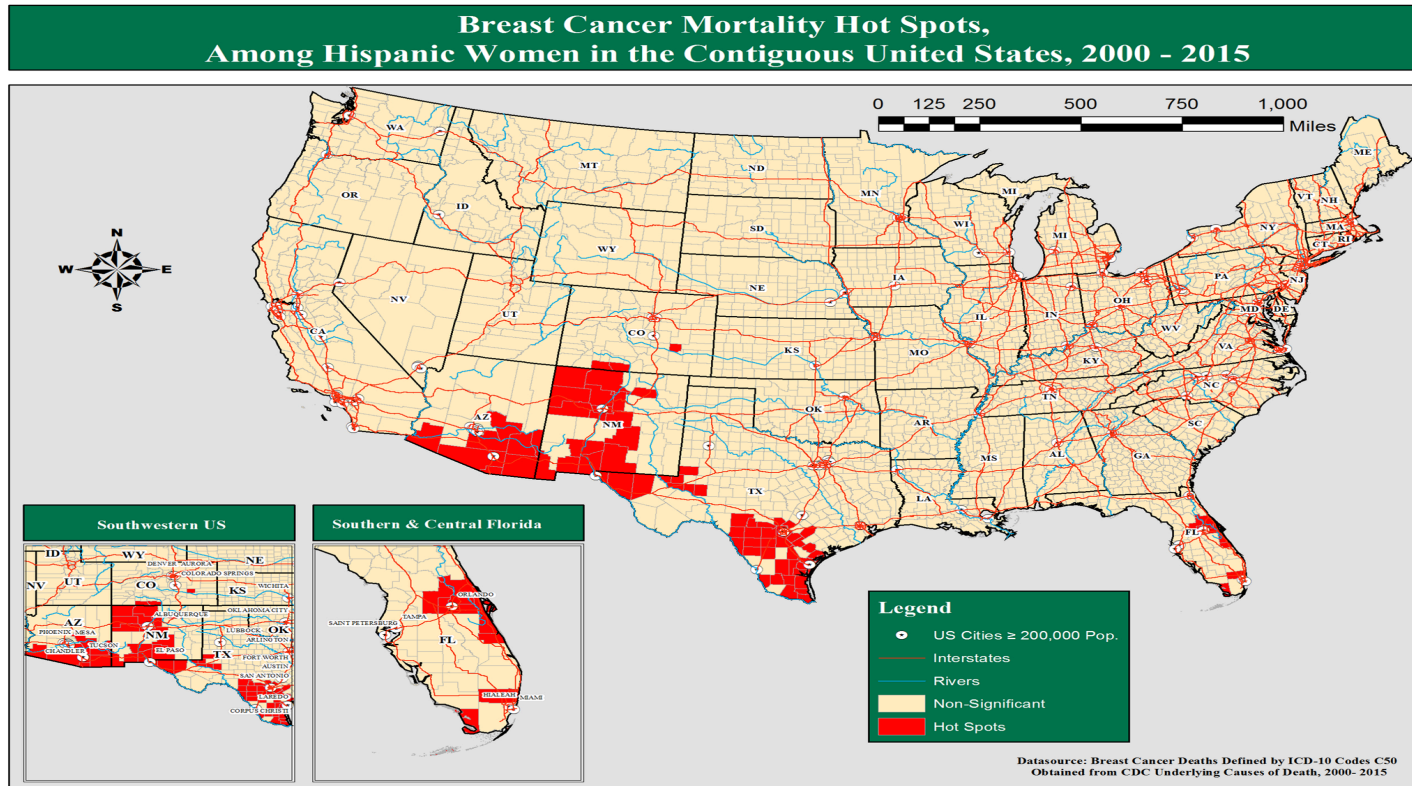 Breast Cancer Mortality Hot Spots,
Among Hispanic Women in the Contiguous United States, 2000 - 2015
0 125 250 500 750 1,000
Miles
N
W E
S
WA
MT
ND
MN
ME
OR
ID
WY
SD
WI
MI
MI
VT
NH
NY
MA
CT
RI
NV
UT
NE
IA
PA
NJ
CA
CO
KS
IL
IN
OH
MD
DE
WV
MO
KY
VA
AZ
NM
OK
AR
TN
NC
SC
TX
LA
MS
AL
GA
FL
Southwestern US
ID
WY
NE
NV
UT
CO
KS
DENVER
AURORA
COLORADO SPRINGS
WICHITA
AZ
NM
OKLAHOMA CITY
OK
ALBUQUERQUE
PHOENIX
MESA
LUBBOCK
ARLINGTON
CHANDLER
TUCSON
EL PASO
TX
FORT WORTH
AUSTIN
SAN ANTONIO
LAREDO
CORPUS CHRISTI
Southern & Central Florida
ORLANDO
TAMPA
SAINT PETERSBURG
FL
HIALEAH
MIAMI
Legend
US Cities ≥ 200,000 Pop.
Interstates
Rivers
Non-Significant
Hot Spots
Datasource: Breast Cancer Deaths Defined by ICD-10 Codes C50
Obtained from CDC Underlying Causes of Death, 2000- 2015